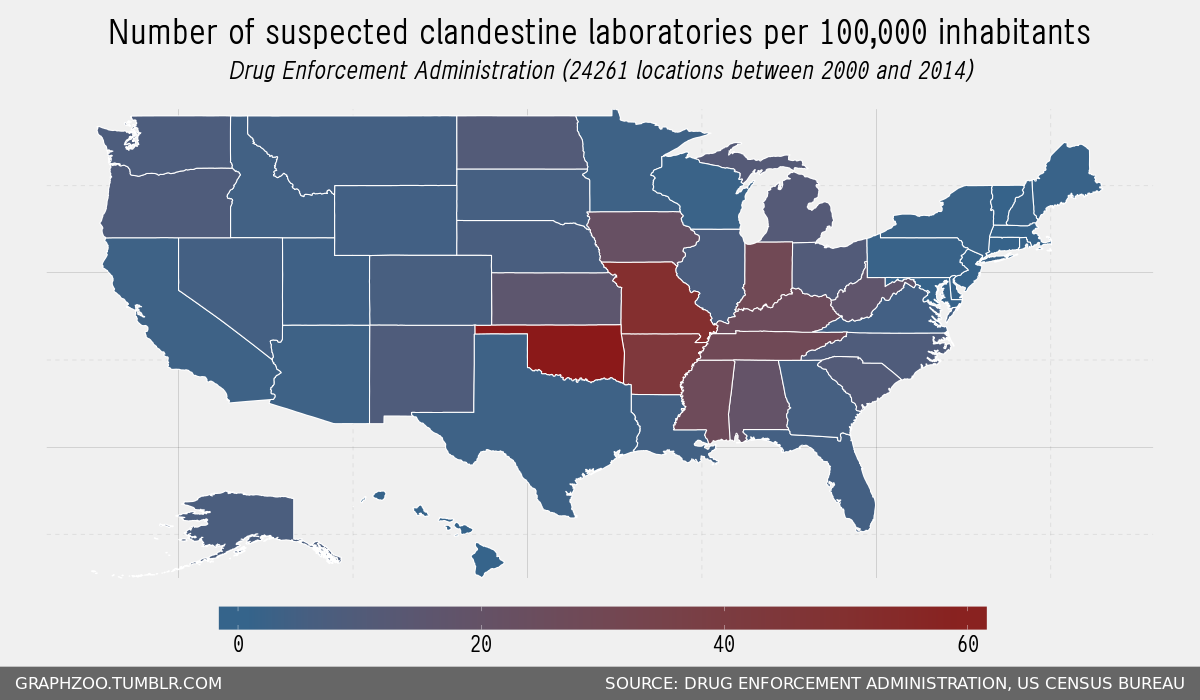 Number of suspected clandestine laboratories per 100,000 inhabitants
Drug Enforcement Administration (24261 locations between 2000 and 2014)
0 20 40 60
GRAPHZOO.TUMBLR.COM SOURCE: DRUG ENFORCEMENT ADMINISTRATION, US CENSUS BUREAU